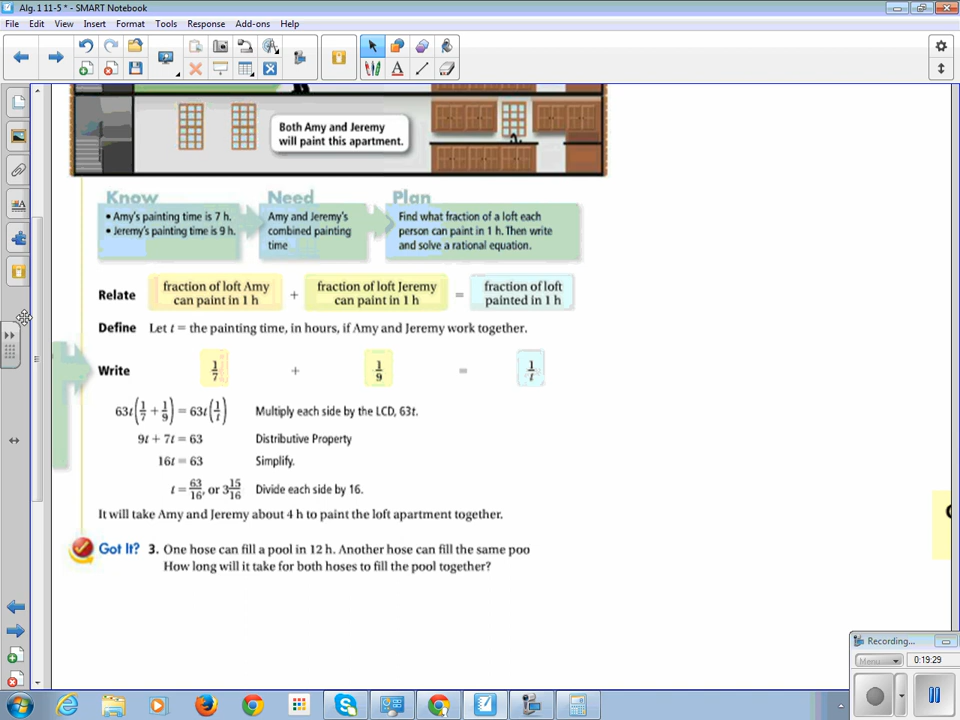 Alg.1 11-5 * - SMART Notebook
File Edit View Insert Format Tools Response Add-ons Help
Both Amy and Jeremy
will paint this apartment.
Know Need Plan
• Amy's painting time is 7 h.
• Jeremy's painting time is 9 h.
Amy and Jeremy's
combined painting
time
Find what fraction of a loft each
person can paint in 1 h. Then write
and solve a rational equation.
Relate
fraction of loft Amy
can paint in 1 h
+
fraction of loft Jeremy
can paint in 1 h
=
fraction of loft
painted in 1 h
Define Let t = the painting time, in hours, if Amy and Jeremy work together.
Write 1/7 + 1/9 = 1/t
63t(1/7 + 1/9) = 63t(1/t) Multiply each side by the LCD, 63t.
9t + 7t = 63 Distributive Property
16t = 63 Simplify.
t = 63/16, or 3 15/16 Divide each side by 16.
It will take Amy and Jeremy about 4 h to paint the loft apartment together.
Got It? 3. One hose can fill a pool in 12 h. Another hose can fill the same poo
How long will it take for both hoses to fill the pool together?
Recording...
Menu
0:19:29